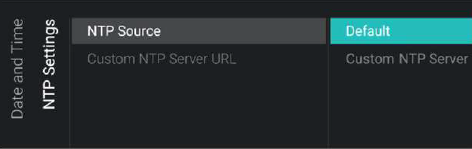 Date and Time
NTP Settings
NTP Source
Custom NTP Server URL
Default
Custom NTP Server